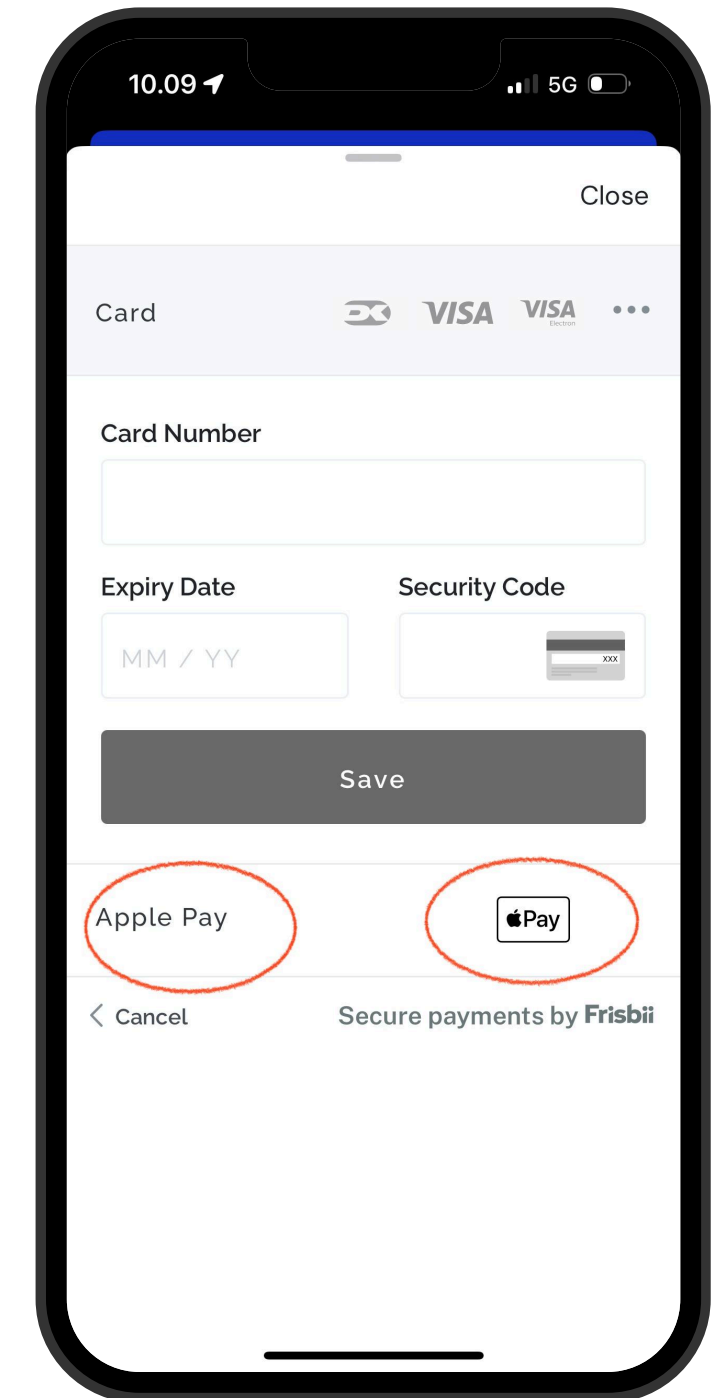 10.09 5G
Close
Card VISA VISA
Electron
Card Number
Expiry Date Security Code
MM / YY XXX
Save
Apple Pay Pay
Cancel Secure payments by Frisbii